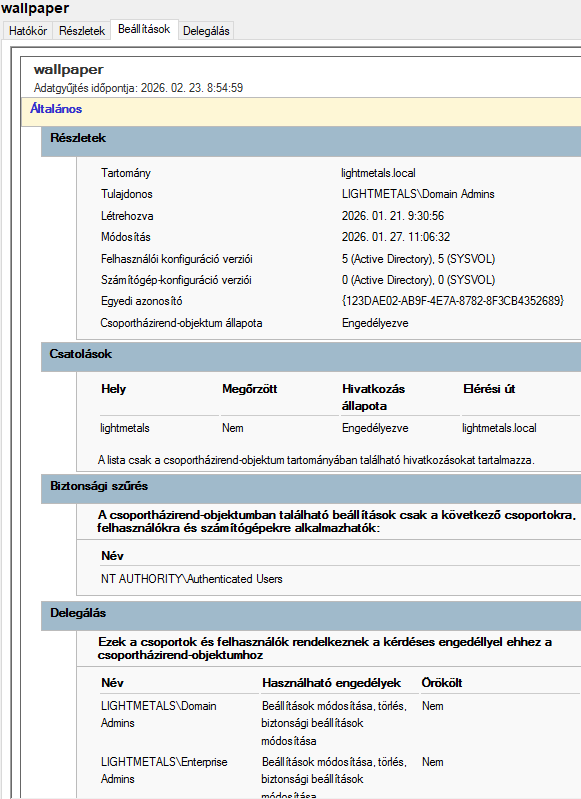 wallpaper
Hatókör Részletek Beállítások Delegálás
wallpaper
Adatgyűjtés időpontja: 2026. 02. 23. 8:54:59
Általános
Részletek
Tartomány lightmetals.local
Tulajdonos LIGHTMETALS\Domain Admins
Létrehozva 2026. 01. 21. 9:30:56
Módosítás 2026. 01. 27. 11:06:32
Felhasználói konfiguráció verziói 5 (Active Directory), 5 (SYSVOL)
Számítógép-konfiguráció verziói 0 (Active Directory), 0 (SYSVOL)
Egyedi azonosító {123DAE02-AB9F-4E7A-8782-8F3CB4352689}
Csoportházirend-objektum állapota Engedélyezve
Csatolások
Hely Megőrzött Hivatkozás állapota Elérési út
lightmetals Nem Engedélyezve lightmetals.local
A lista csak a csoportházirend-objektum tartományában található hivatkozásokat tartalmazza.
Biztonsági szűrés
A csoportházirend-objektumban található beállítások csak a következő csoportokra,
felhasználókra és számítógépekre alkalmazhatók:
Név
NT AUTHORITY\Authenticated Users
Delegálás
Ezek a csoportok és felhasználók rendelkeznek a kérdéses engedéllyel ehhez a
csoportházirend-objektumhoz
Név Használható engedélyek Örökölt
LIGHTMETALS\Domain Beállítások módosítása, törlés, Nem
Admins biztonsági beállítások
módosítása
LIGHTMETALS\Enterprise Beállítások módosítása, törlés, Nem
Admins biztonsági beállítások
módosítása